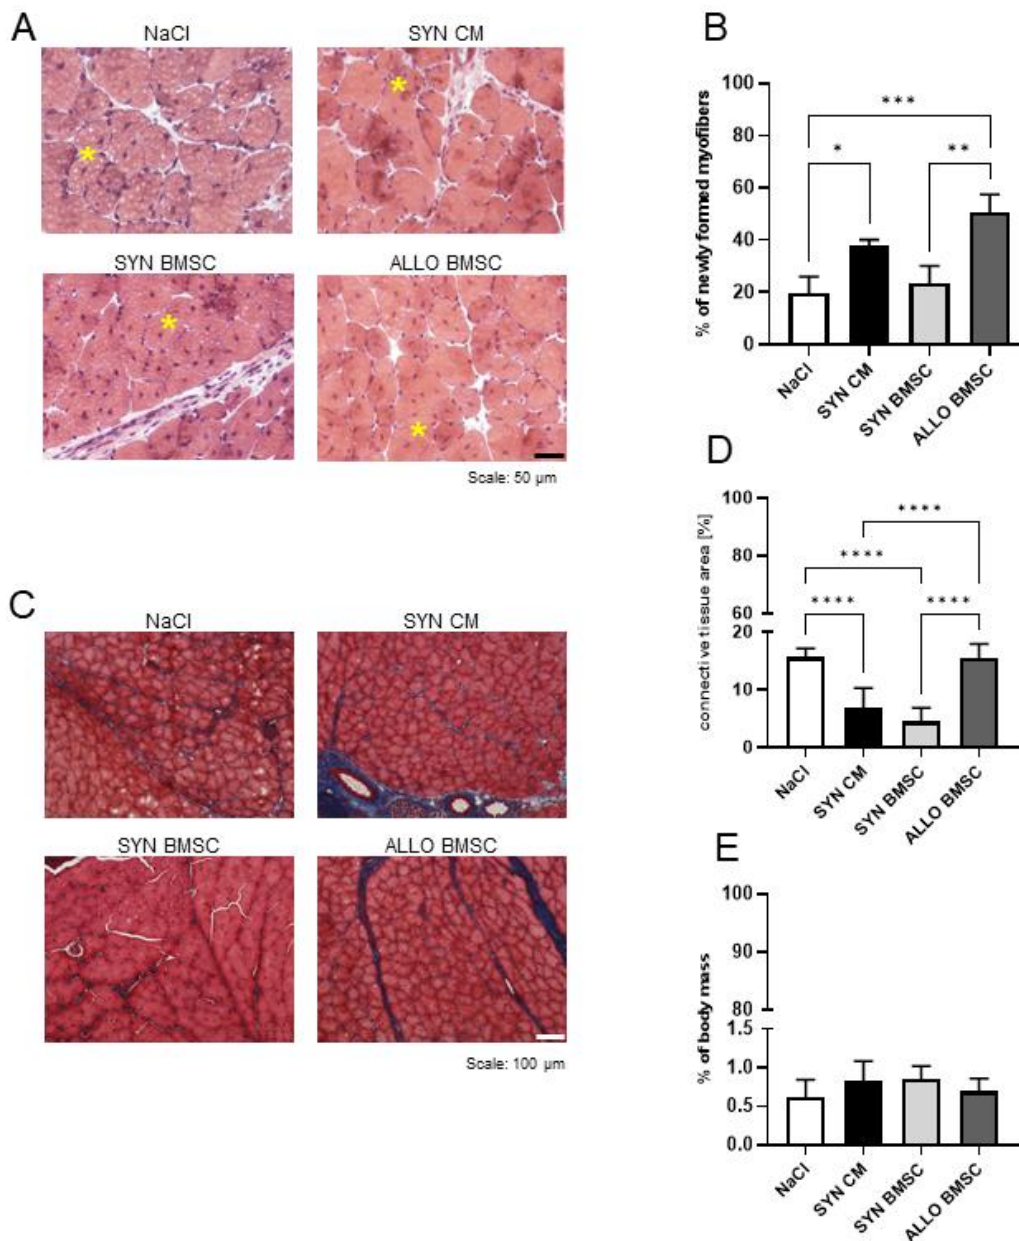 A
NaCl
SYN CM
*
*
SYN BMSC
ALLO BMSC
*
*
Scale: 50 μm
B
% of newly formed myofibers
100
80
60
40
20
0
***
*
**
NaCl
SYN CM
SYN BMSC
ALLO BMSC
C
NaCl
SYN CM
SYN BMSC
ALLO BMSC
Scale: 100 μm
D
connective tissue area [%]
100
80
60
20
10
0
****
****
****
****
NaCl
SYN CM
SYN BMSC
ALLO BMSC
E
% of body mass
100
90
80
1.5
1.0
0.5
0.0
NaCl
SYN CM
SYN BMSC
ALLO BMSC